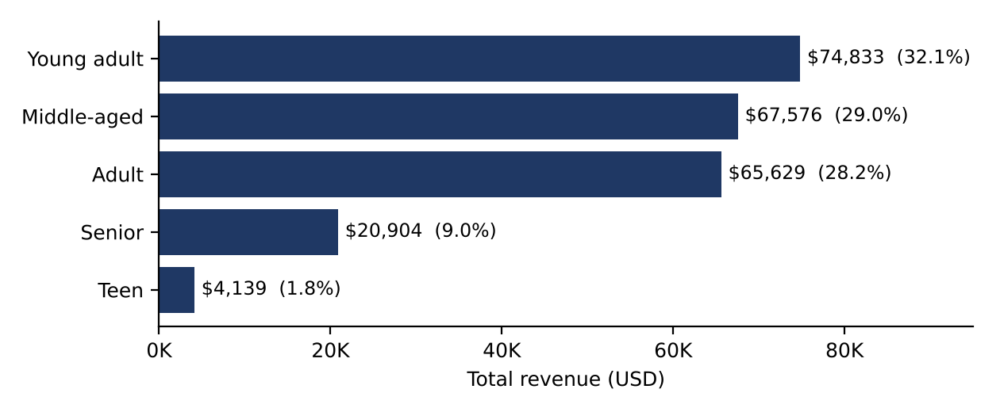 Young adult $74,833 (32.1%)
Middle-aged $67,576 (29.0%)
Adult $65,629 (28.2%)
Senior $20,904 (9.0%)
Teen $4,139 (1.8%)
0K 20K 40K 60K 80K
Total revenue (USD)